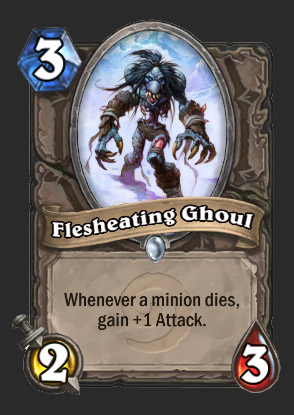 3
Flesheating Ghoul
Whenever a minion dies,
gain +1 Attack.
2
3